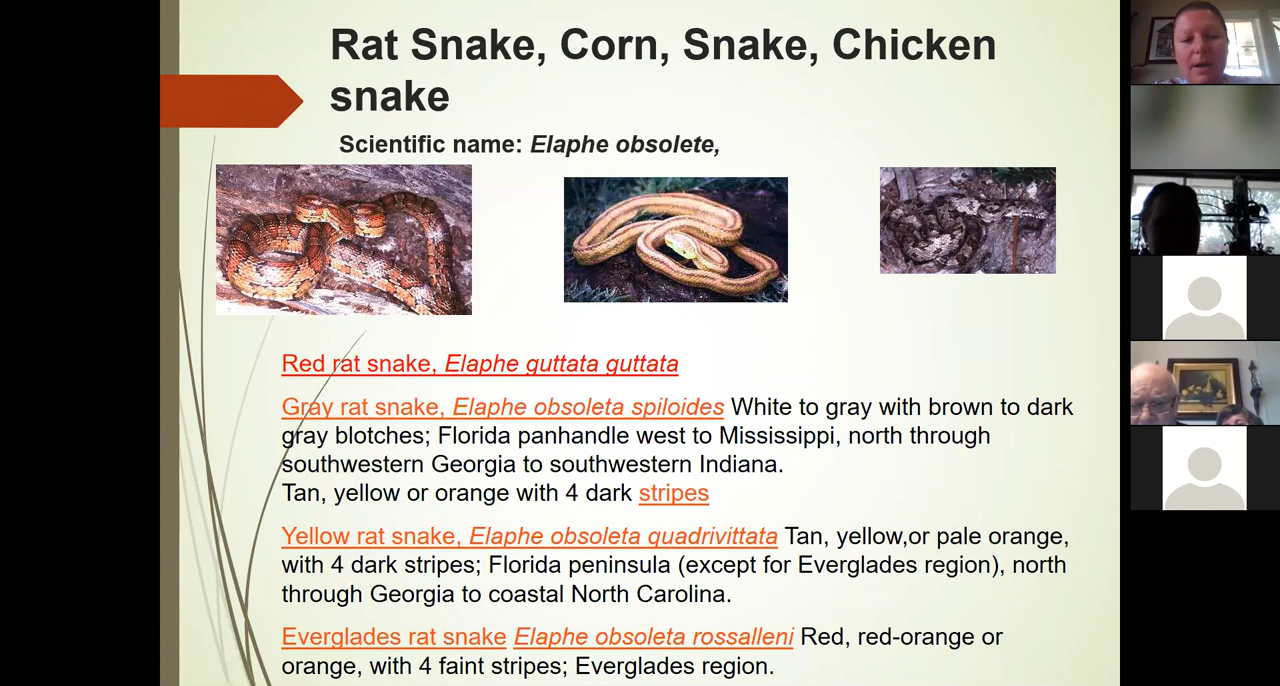 Rat Snake, Corn, Snake, Chicken
snake
Scientific name: Elaphe obsolete,
Red rat snake, Elaphe guttata guttata
Gray rat snake, Elaphe obsoleta spiloides White to gray with brown to dark
gray blotches; Florida panhandle west to Mississippi, north through
southwestern Georgia to southwestern Indiana.
Tan, yellow or orange with 4 dark stripes
Yellow rat snake, Elaphe obsoleta quadrivittata Tan, yellow,or pale orange,
with 4 dark stripes; Florida peninsula (except for Everglades region), north
through Georgia to coastal North Carolina.
Everglades rat snake Elaphe obsoleta rossalleni Red, red-orange or
orange, with 4 faint stripes; Everglades region.